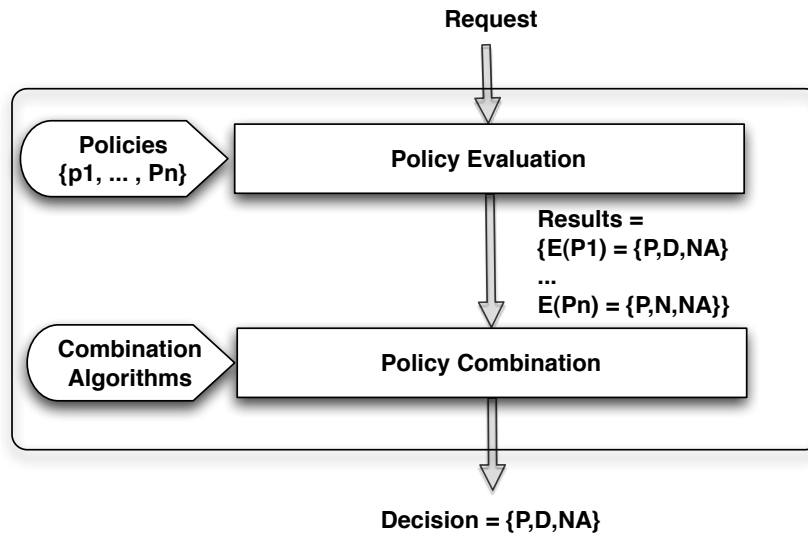 Request
Policies
{p1, ... , Pn}
Policy Evaluation
Results =
{E(P1) = {P,D,NA}
...
E(Pn) = {P,N,NA}}
Combination
Algorithms
Policy Combination
Decision = {P,D,NA}